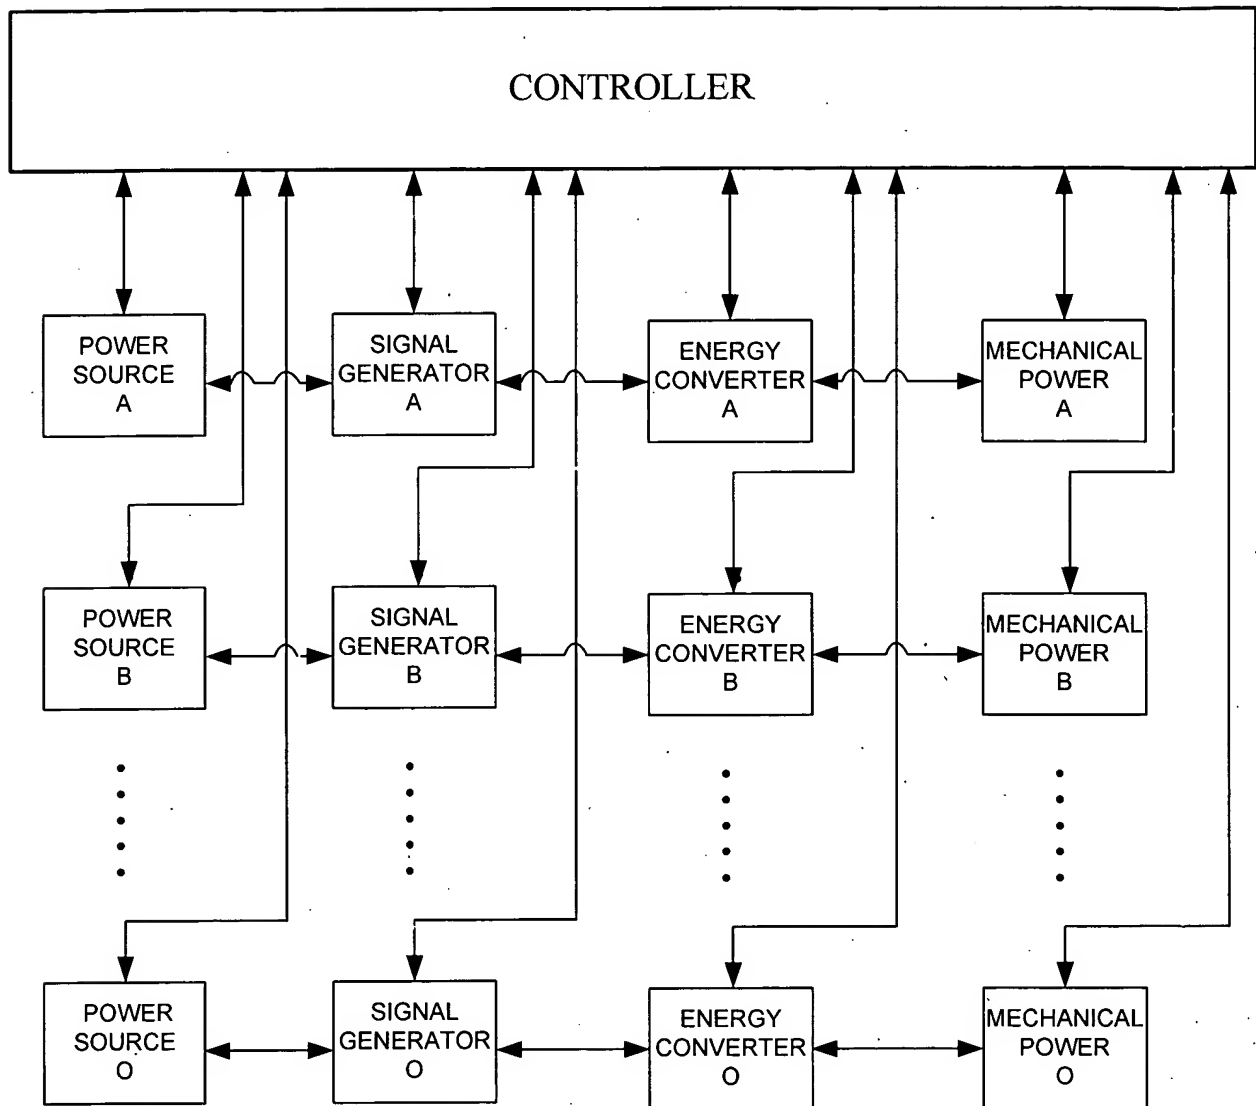 CONTROLLER
POWER
SOURCE
A
SIGNAL
GENERATOR
A
ENERGY
CONVERTER
A
MECHANICAL
POWER
A
POWER
SOURCE
B
SIGNAL
GENERATOR
B
ENERGY
CONVERTER
B
MECHANICAL
POWER
B
POWER
SOURCE
O
SIGNAL
GENERATOR
O
ENERGY
CONVERTER
O
MECHANICAL
POWER
O